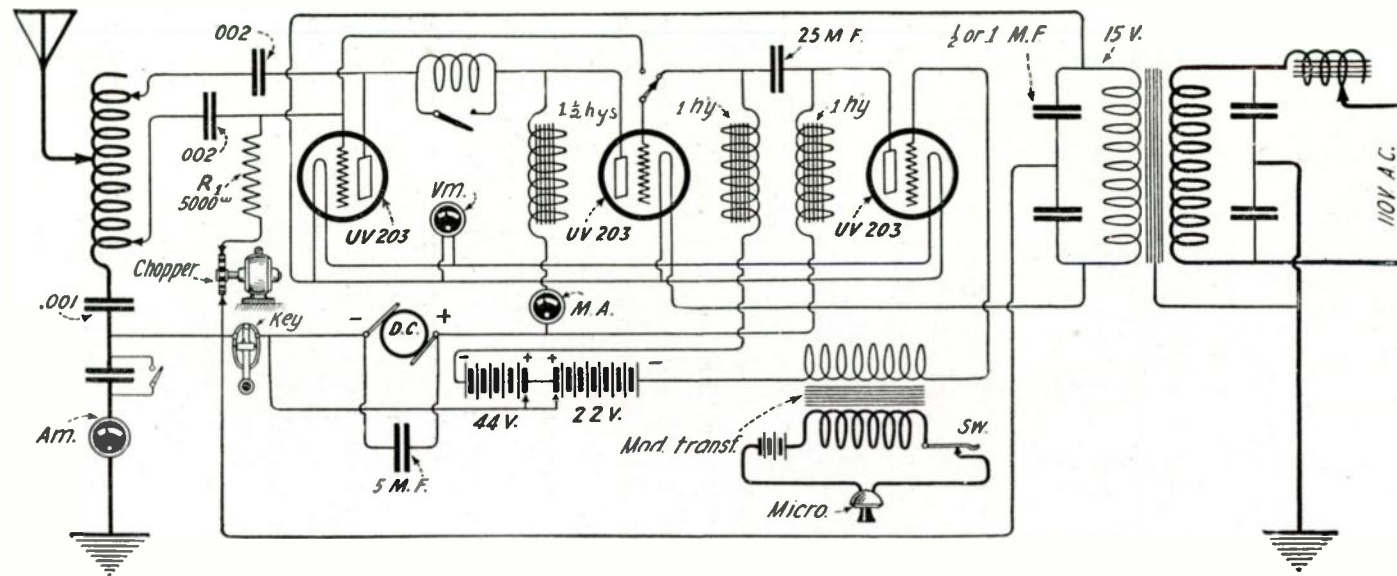 002
25 M F.
½ or 1 M.F.
15 V.
1½ hys
1 hy
1 hy
002
R1
5000 ω
Vm.
UV 203
UV 203
UV 203
110V A.C.
Chopper
.001
Key
M.A.
-
D.C.
+
- + + -
44 V.
22 V.
Am.
5 M.F.
Mod. transf.
Sw.
Micro.